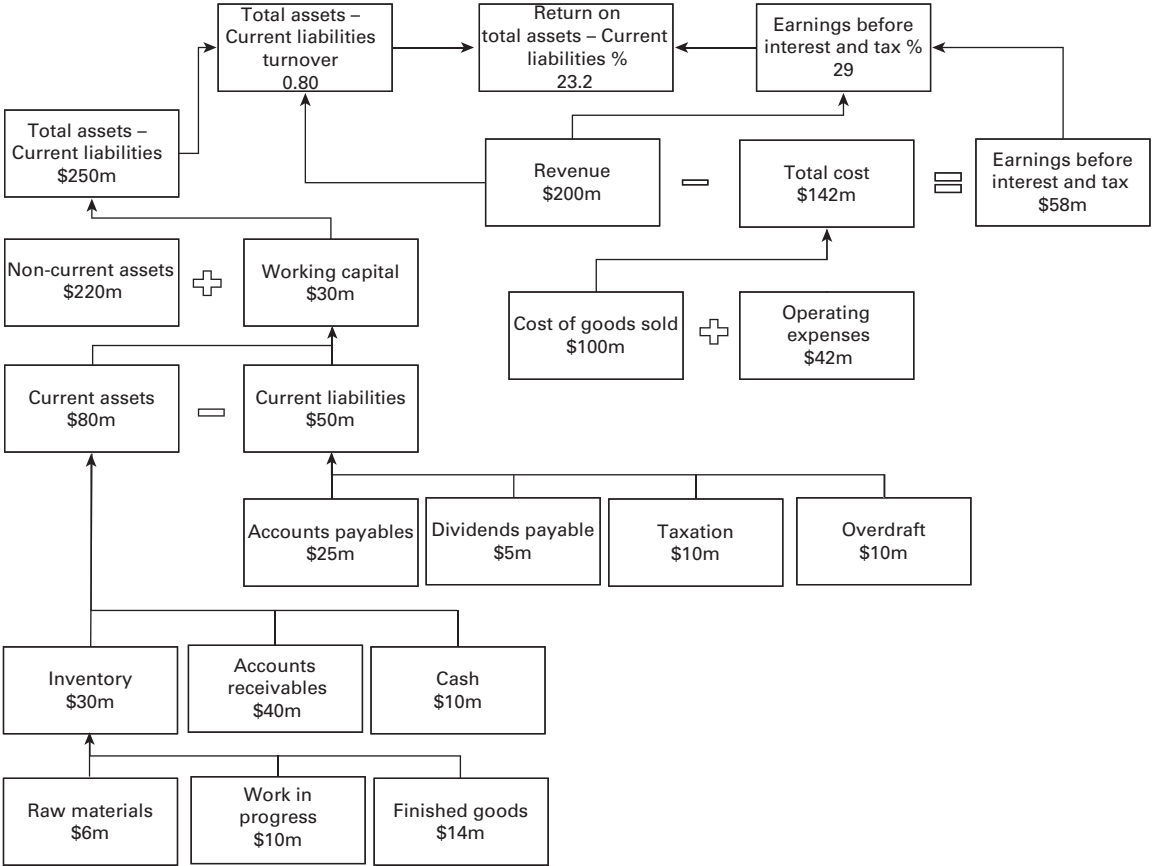 Total assets –
Current liabilities
turnover
0.80
Return on
total assets – Current
liabilities %
23.2
Earnings before
interest and tax %
29
Total assets –
Current liabilities
$250m
Revenue
$200m
Total cost
$142m
Earnings before
interest and tax
$58m
Non-current assets
$220m
Working capital
$30m
Cost of goods sold
$100m
Operating
expenses
$42m
Current assets
$80m
Current liabilities
$50m
Accounts payables
$25m
Dividends payable
$5m
Taxation
$10m
Overdraft
$10m
Inventory
$30m
Accounts
receivables
$40m
Cash
$10m
Raw materials
$6m
Work in
progress
$10m
Finished goods
$14m